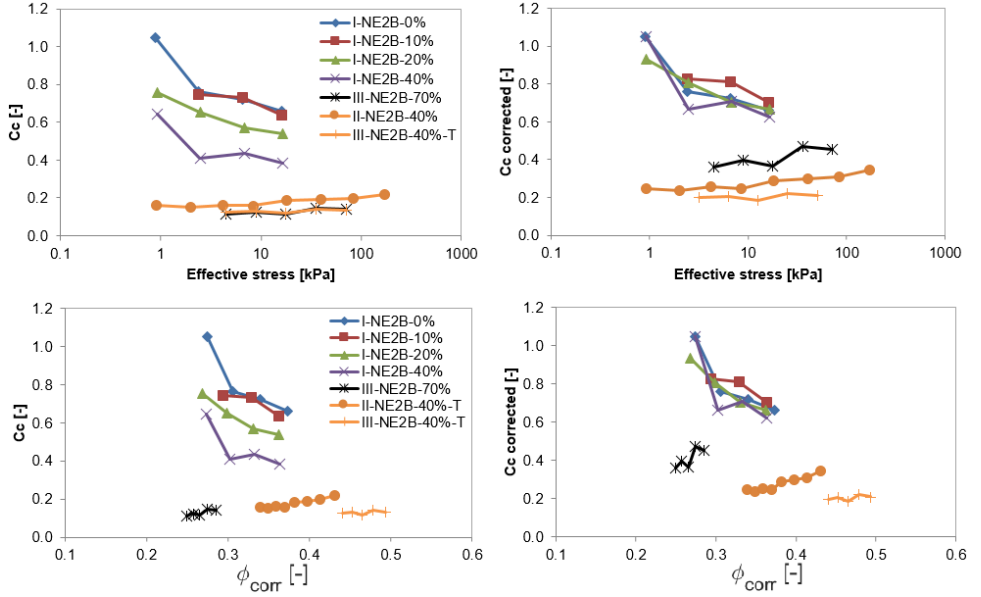 1.2
1.0
0.8
0.6
0.4
0.2
0.0
Cc [-]
I-NE2B-0%
I-NE2B-10%
I-NE2B-20%
I-NE2B-40%
III-NE2B-70%
II-NE2B-40%
III-NE2B-40%-T
0.1 1 10 100 1000
Effective stress [kPa]
1.2
1.0
0.8
0.6
0.4
0.2
0.0
Cc corrected [-]
0.1 1 10 100 1000
Effective stress [kPa]
1.2
1.0
0.8
0.6
0.4
0.2
0.0
Cc [-]
I-NE2B-0%
I-NE2B-10%
I-NE2B-20%
I-NE2B-40%
III-NE2B-70%
II-NE2B-40%-T
III-NE2B-40%-T
0.1 0.2 0.3 0.4 0.5 0.6
ϕcorr [-]
1.2
1.0
0.8
0.6
0.4
0.2
0.0
Cc corrected [-]
0.1 0.2 0.3 0.4 0.5 0.6
ϕcorr [-]